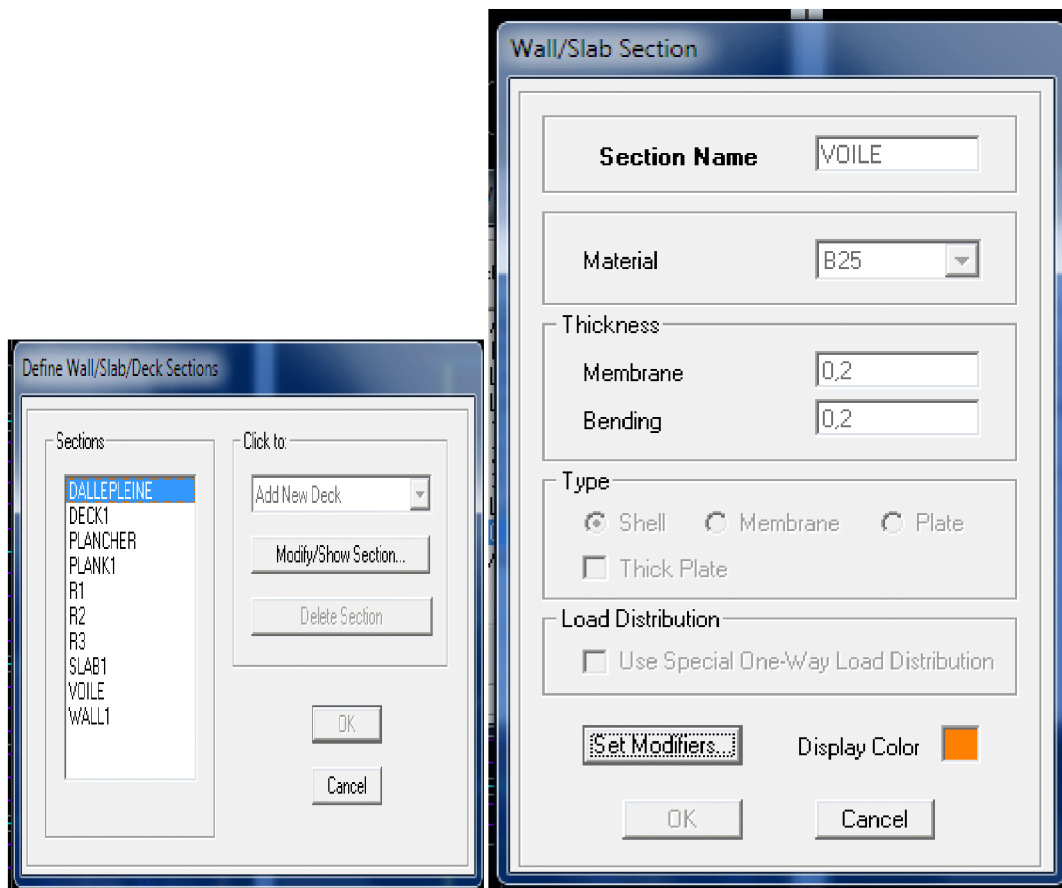 Define Wall/Slab/Deck Sections
Sections
DALLEPLEINE
DECK1
PLANCHER
PLANK1
R1
R2
R3
SLAB1
VOILE
WALL1
Click to:
Add New Deck
Modify/Show Section...
Delete Section
OK
Cancel
Wall/Slab Section
Section Name VOILE
Material B25
Thickness
Membrane 0,2
Bending 0,2
Type
Shell Membrane Plate
Thick Plate
Load Distribution
Use Special One-Way Load Distribution
Set Modifiers... Display Color
OK Cancel